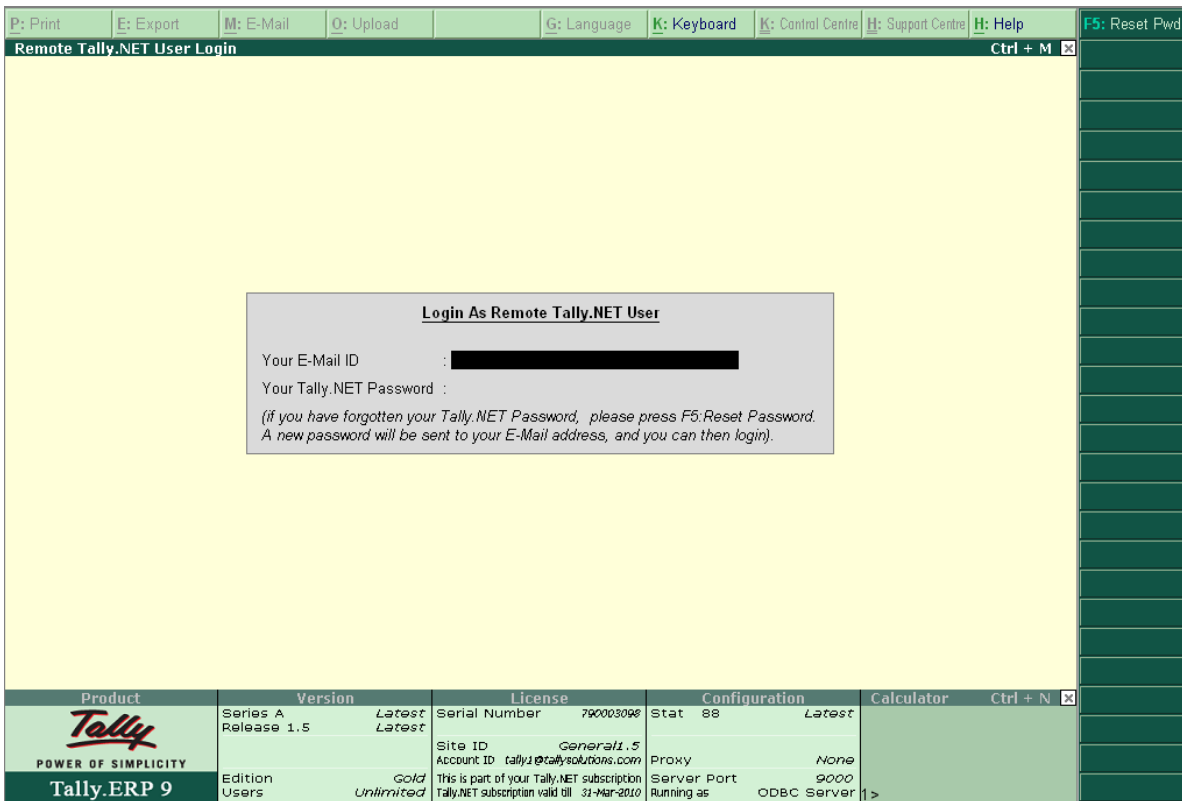 P: Print E: Export M: E-Mail O: Upload G: Language K: Keyboard K: Control Centre H: Support Centre H: Help F5: Reset Pwd
Remote Tally.NET User Login Ctrl + M
Login As Remote Tally.NET User
Your E-Mail ID :
Your Tally.NET Password :
(if you have forgotten your Tally.NET Password, please press F5:Reset Password.
A new password will be sent to your E-Mail address, and you can then login).
Product Version License Configuration Calculator Ctrl + N
Tally
POWER OF SIMPLICITY
Tally.ERP 9
Series A Latest
Release 1.5 Latest
Edition Gold
Users Unlimited
Serial Number 790003098
Site ID General1.5
Account ID tally1@tallysolutions.com
This is part of your Tally.NET subscription
Tally.NET subscription valid till 31-Mar-2010
Stat 88 Latest
Proxy None
Server Port 9000
Running as ODBC Server
1 >